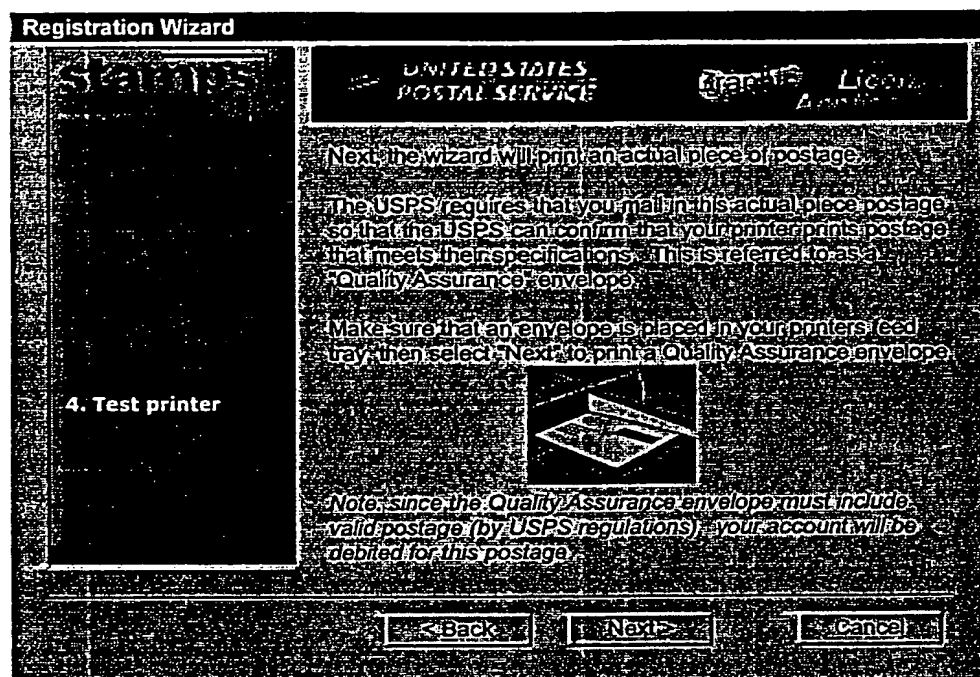 Registration Wizard
stamps
UNITED STATES
POSTAL SERVICE
Next, the wizard will print an actual piece of postage.
The USPS requires that you mail in this actual piece postage
so that the USPS can confirm that your printer prints postage
that meets their specifications. This is referred to as a
"Quality Assurance" envelope.
Make sure that an envelope is placed in your printers feed
tray, then select "Next" to print a Quality Assurance envelope
4. Test printer
Note: since the Quality Assurance envelope must include
valid postage (by USPS regulations), your account will be
debited for this postage.
< Back
Next >
Cancel